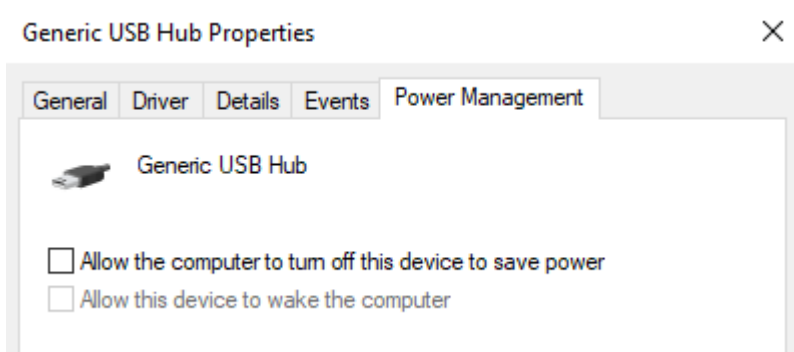 Generic USB Hub Properties
General Driver Details Events Power Management
Generic USB Hub
Allow the computer to turn off this device to save power
Allow this device to wake the computer